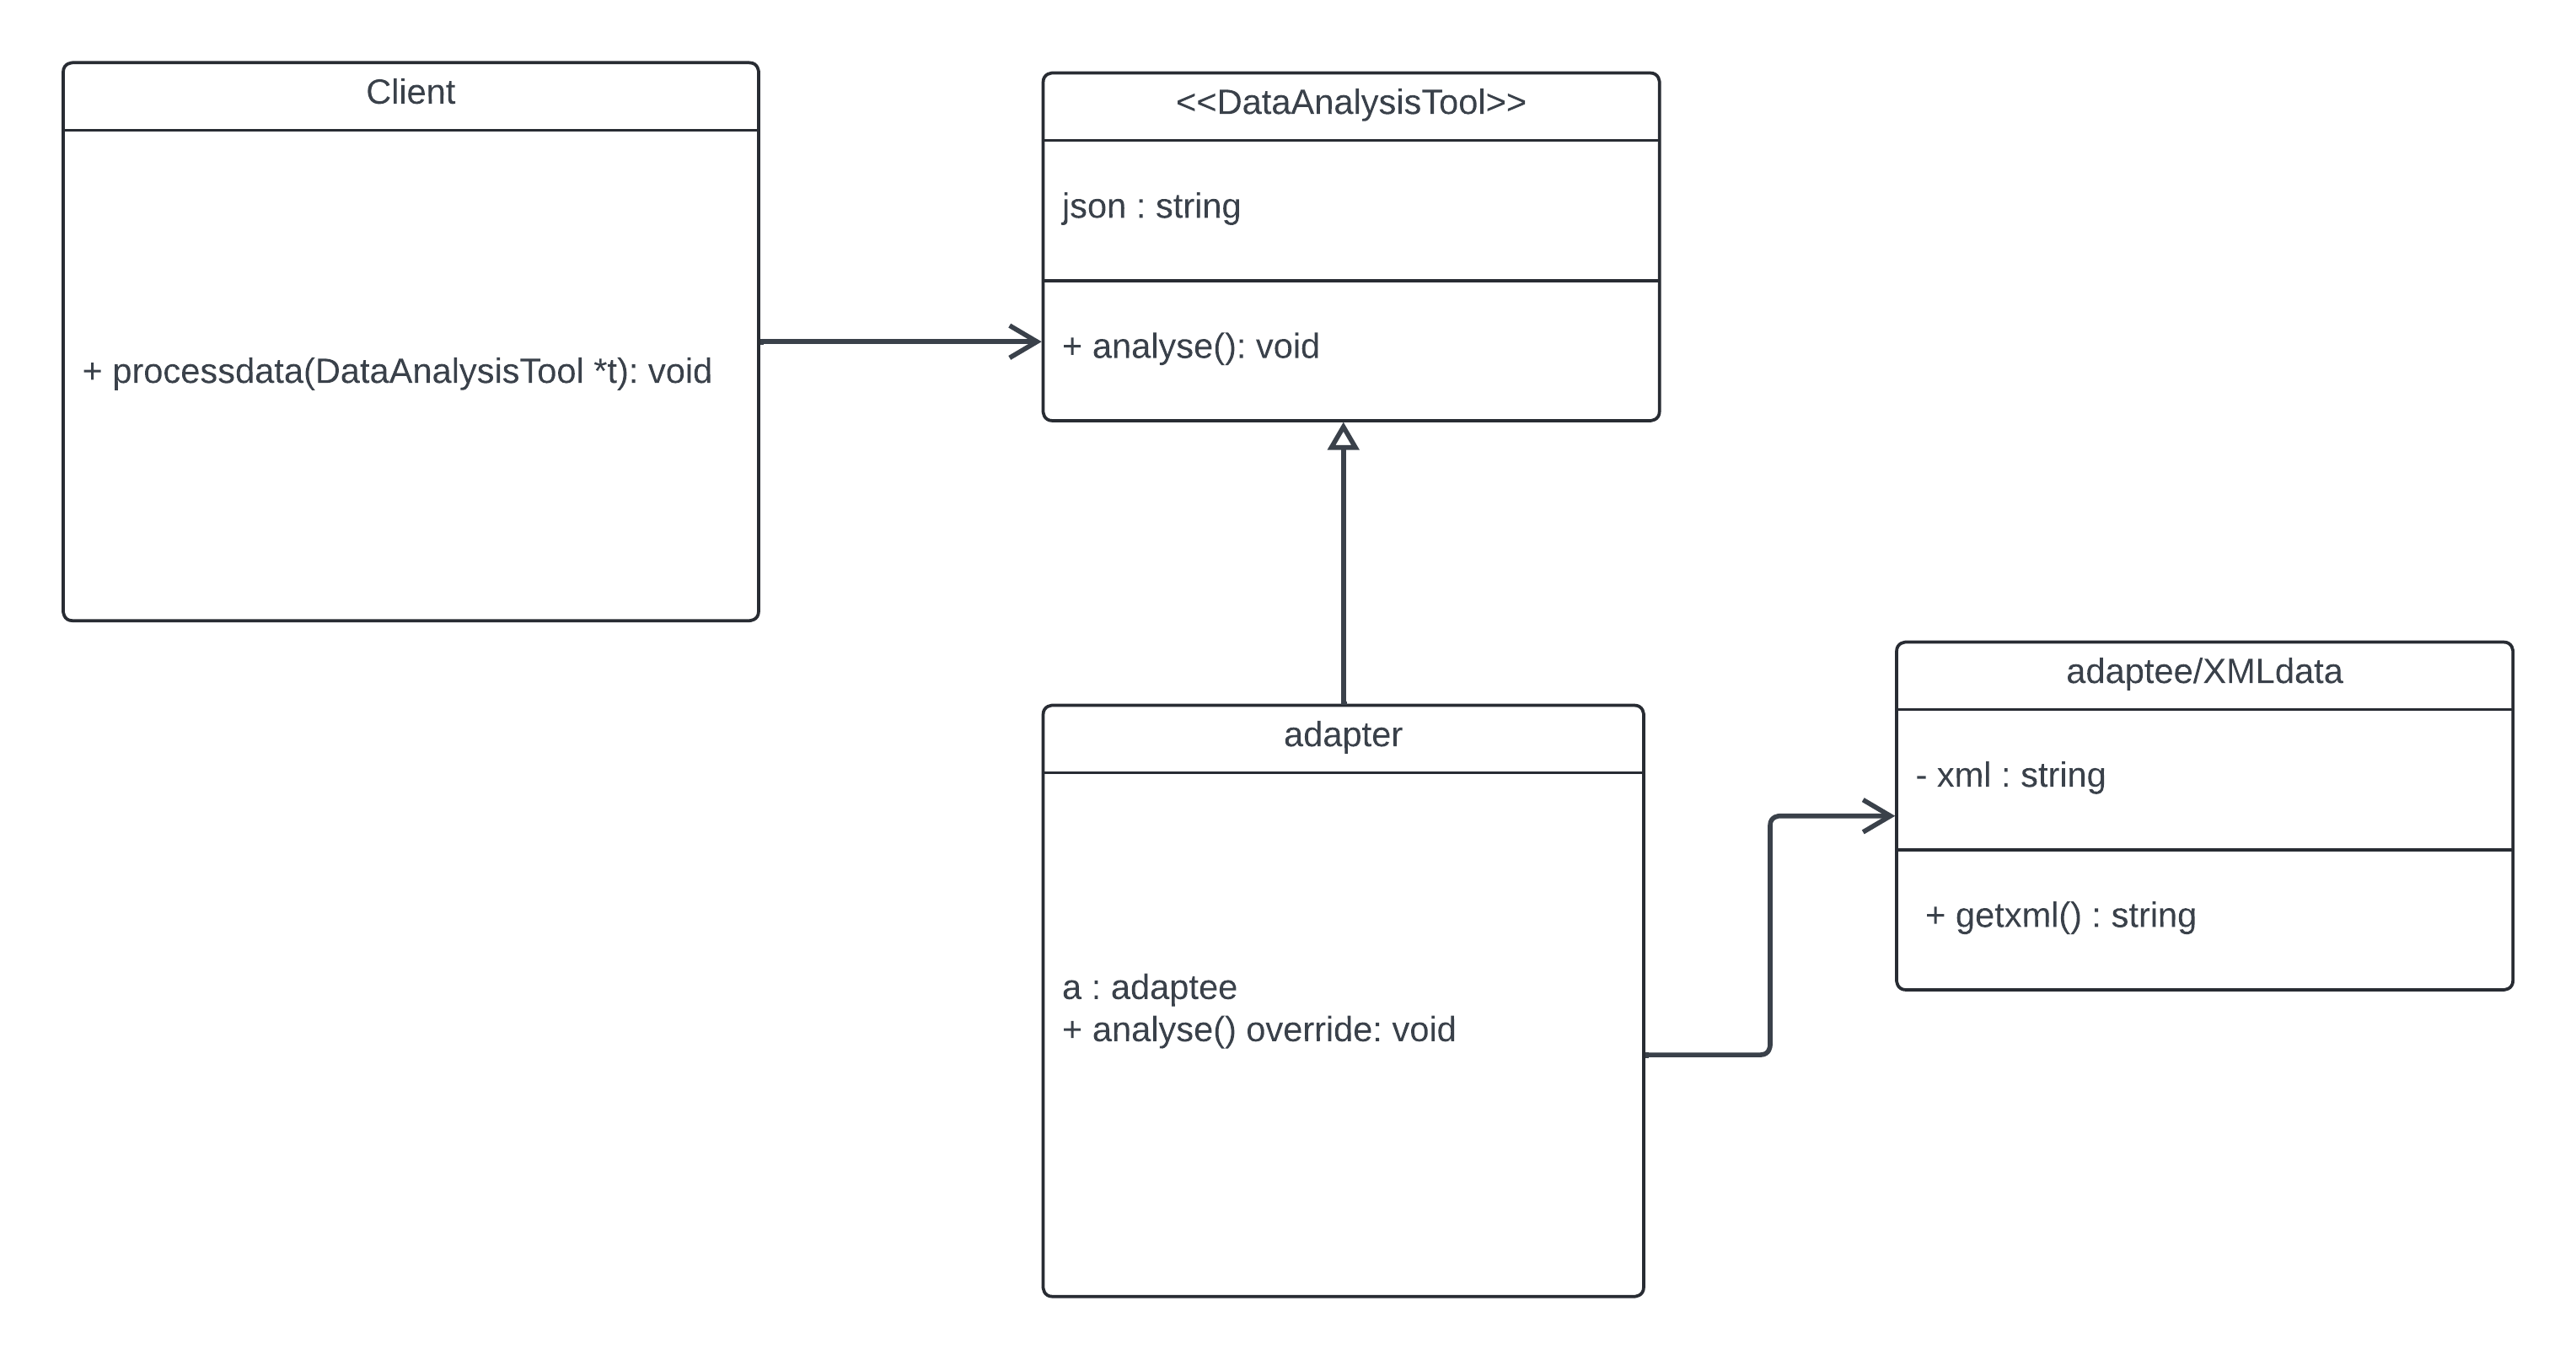 Client
+ processdata(DataAnalysisTool *t): void
<<DataAnalysisTool>>
json : string
+ analyse(): void
adapter
a : adaptee
+ analyse() override: void
adaptee/XMLdata
- xml : string
+ getxml() : string